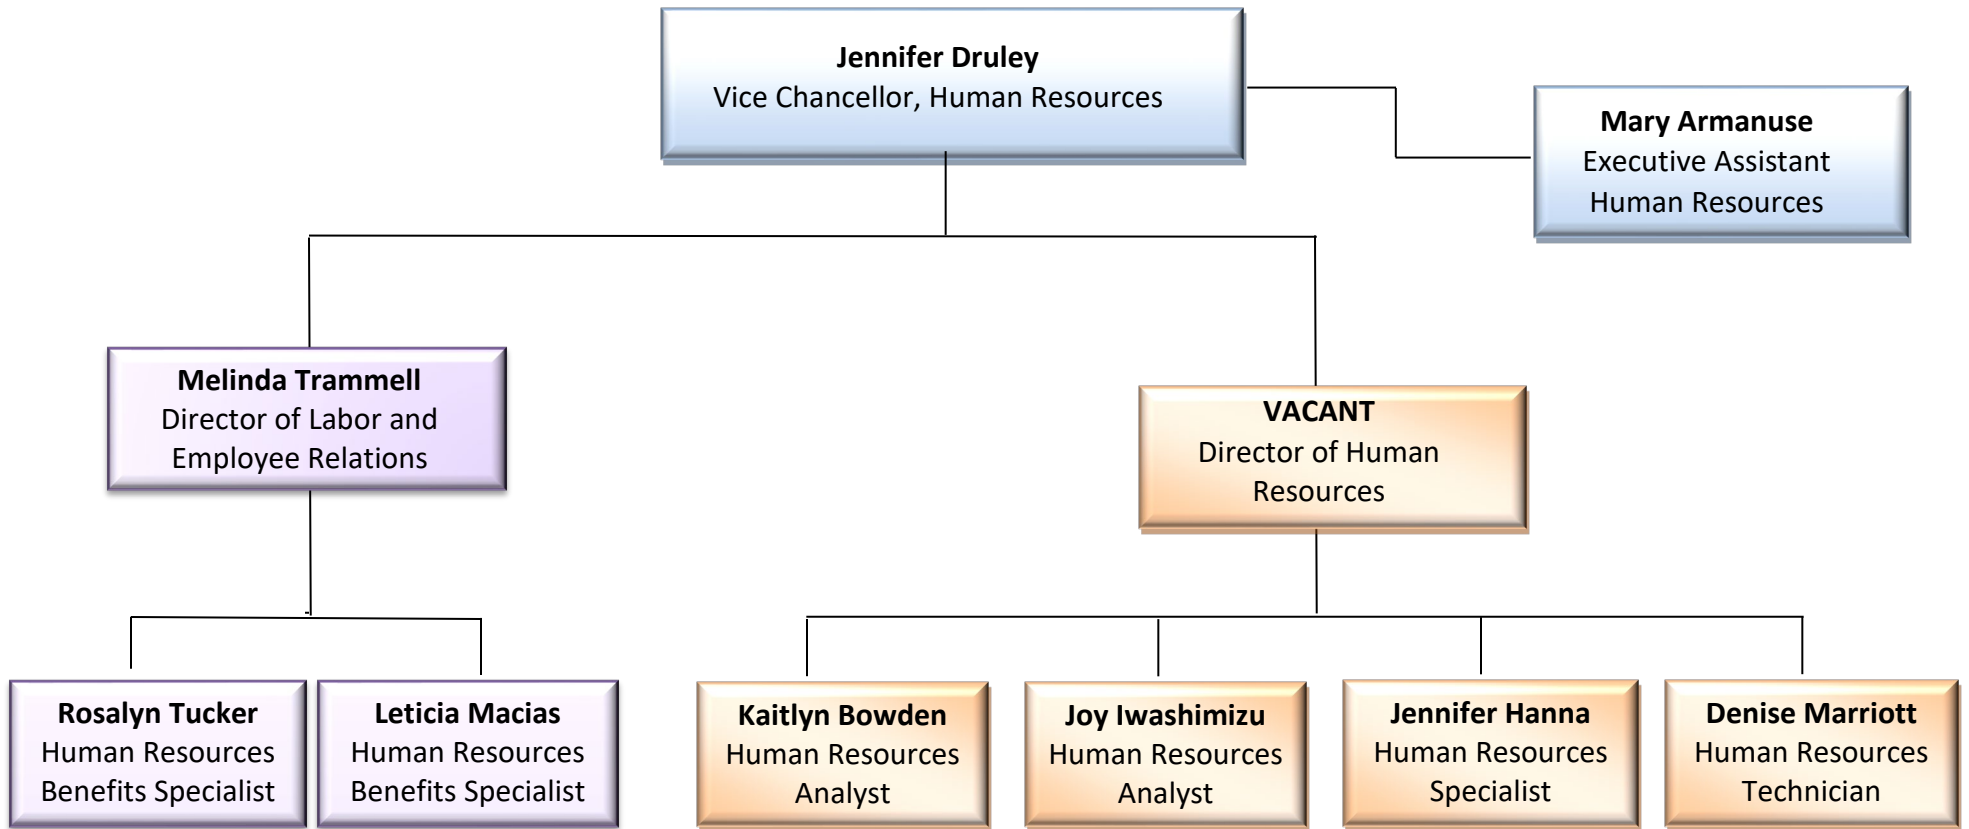 Jennifer Druley
Vice Chancellor, Human Resources
Mary Armanuse
Executive Assistant
Human Resources
Melinda Trammell
Director of Labor and
Employee Relations
VACANT
Director of Human
Resources
Rosalyn Tucker
Human Resources
Benefits Specialist
Leticia Macias
Human Resources
Benefits Specialist
Kaitlyn Bowden
Human Resources
Analyst
Joy Iwashimizu
Human Resources
Analyst
Jennifer Hanna
Human Resources
Specialist
Denise Marriott
Human Resources
Technician